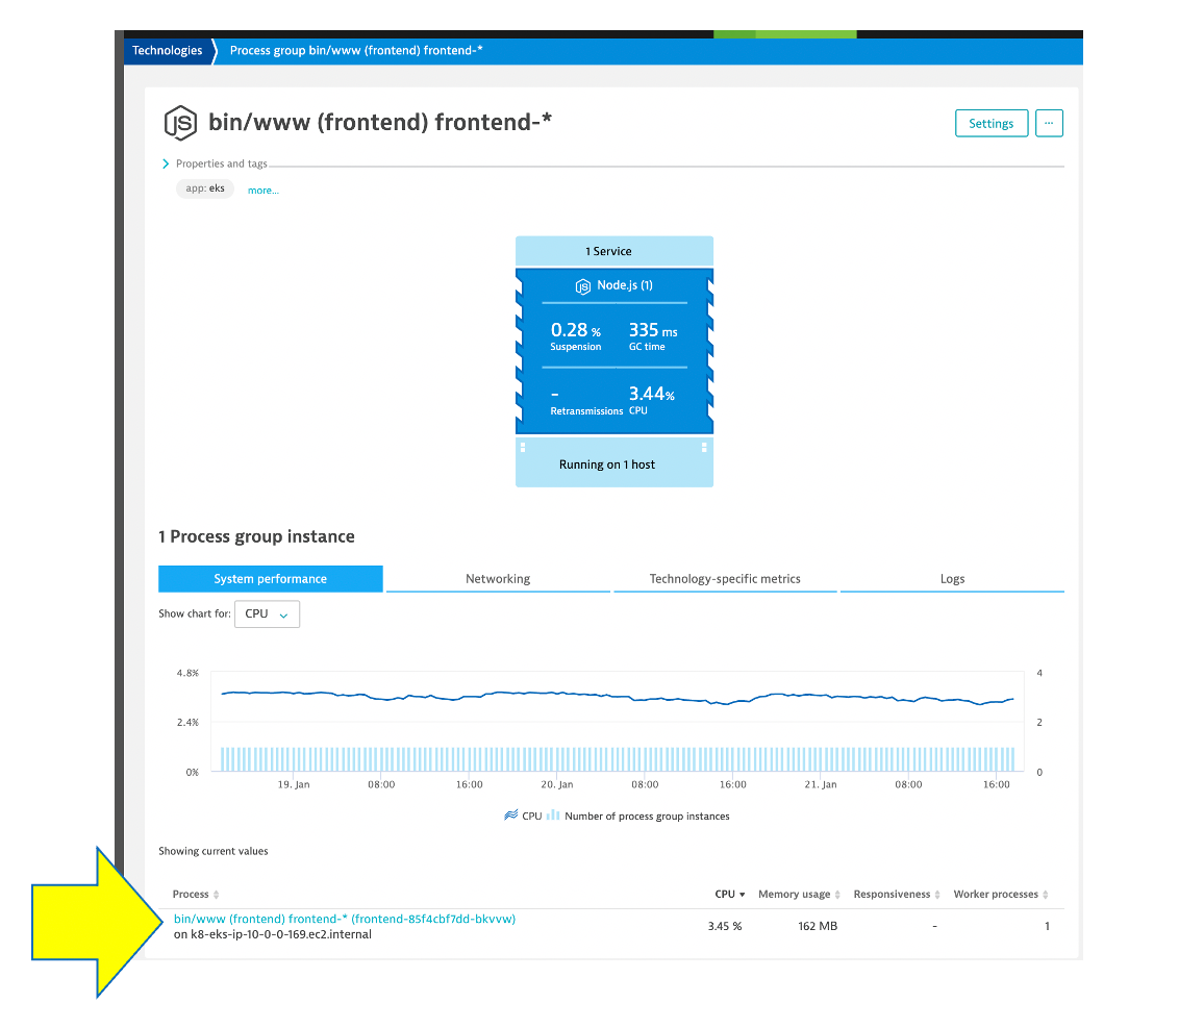 Technologies Process group bin/www (frontend) frontend-*
JS bin/www (frontend) frontend-*
Settings ...
Properties and tags
app: eks more...
1 Service
JS Node.js (1)
0.28 % 335 ms
Suspension GC time
- 3.44%
Retransmissions CPU
Running on 1 host
1 Process group instance
System performance Networking Technology-specific metrics Logs
Show chart for: CPU
4.8% 4
2.4% 2
0% 0
19. Jan 08:00 16:00 20. Jan 08:00 16:00 21. Jan 08:00 16:00
CPU Number of process group instances
Showing current values
Process CPU Memory usage Responsiveness Worker processes
bin/www (frontend) frontend-* (frontend-85f4cbf7dd-bkvvw)
3.45 % 162 MB - 1
on k8-eks-ip-10-0-0-169.ec2.internal